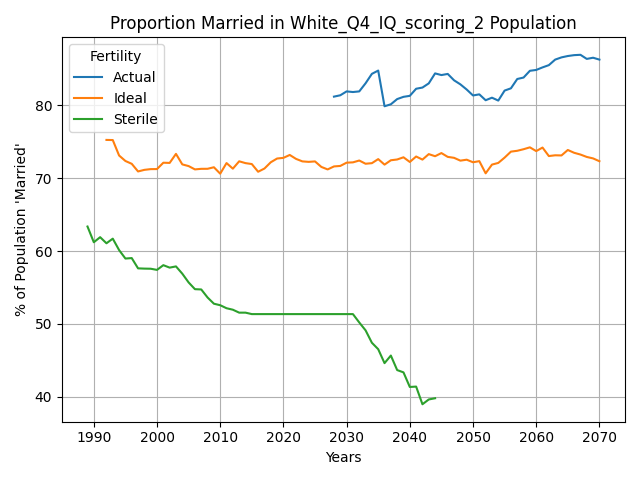 Proportion Married in White_Q4_IQ_scoring_2 Population
Fertility
Actual
Ideal
Sterile
% of Population 'Married'
80
70
60
50
40
1990 2000 2010 2020 2030 2040 2050 2060 2070
Years